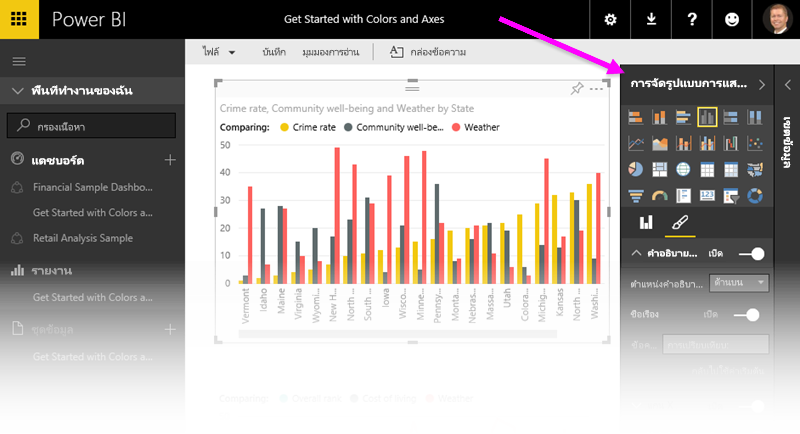 Power BI
Get Started with Colors and Axes
?
ไฟล์
บันทึก
มุมมองการอ่าน
กล่องข้อความ
พื้นที่ทำงานของฉัน
กรองเนื้อหา
แดชบอร์ด
Financial Sample Dashbo...
Get Started with Colors a...
Retail Analysis Sample
รายงาน
Get Started with Colors a...
ชุดข้อมูล
Get Started with Colors a...
Crime rate, Community well-being and Weather by State
Comparing: Crime rate Community well-be... Weather
50
40
30
20
10
0
Vermont
Idaho
Maine
Virginia
Wyomi...
New H...
North ...
South ...
Iowa
Wisco...
Minne...
Pennsy...
Monta...
Nebras...
Massa...
Utah
Colora...
Michig...
Kansas
North ...
Washi...
การจัดรูปแบบการแส...
เขตข้อมูล
คำอธิบาย... เปิด
ตำแหน่งคำอธิบา... ด้านบน
ชื่อเรื่อง เปิด
ชื่อค...